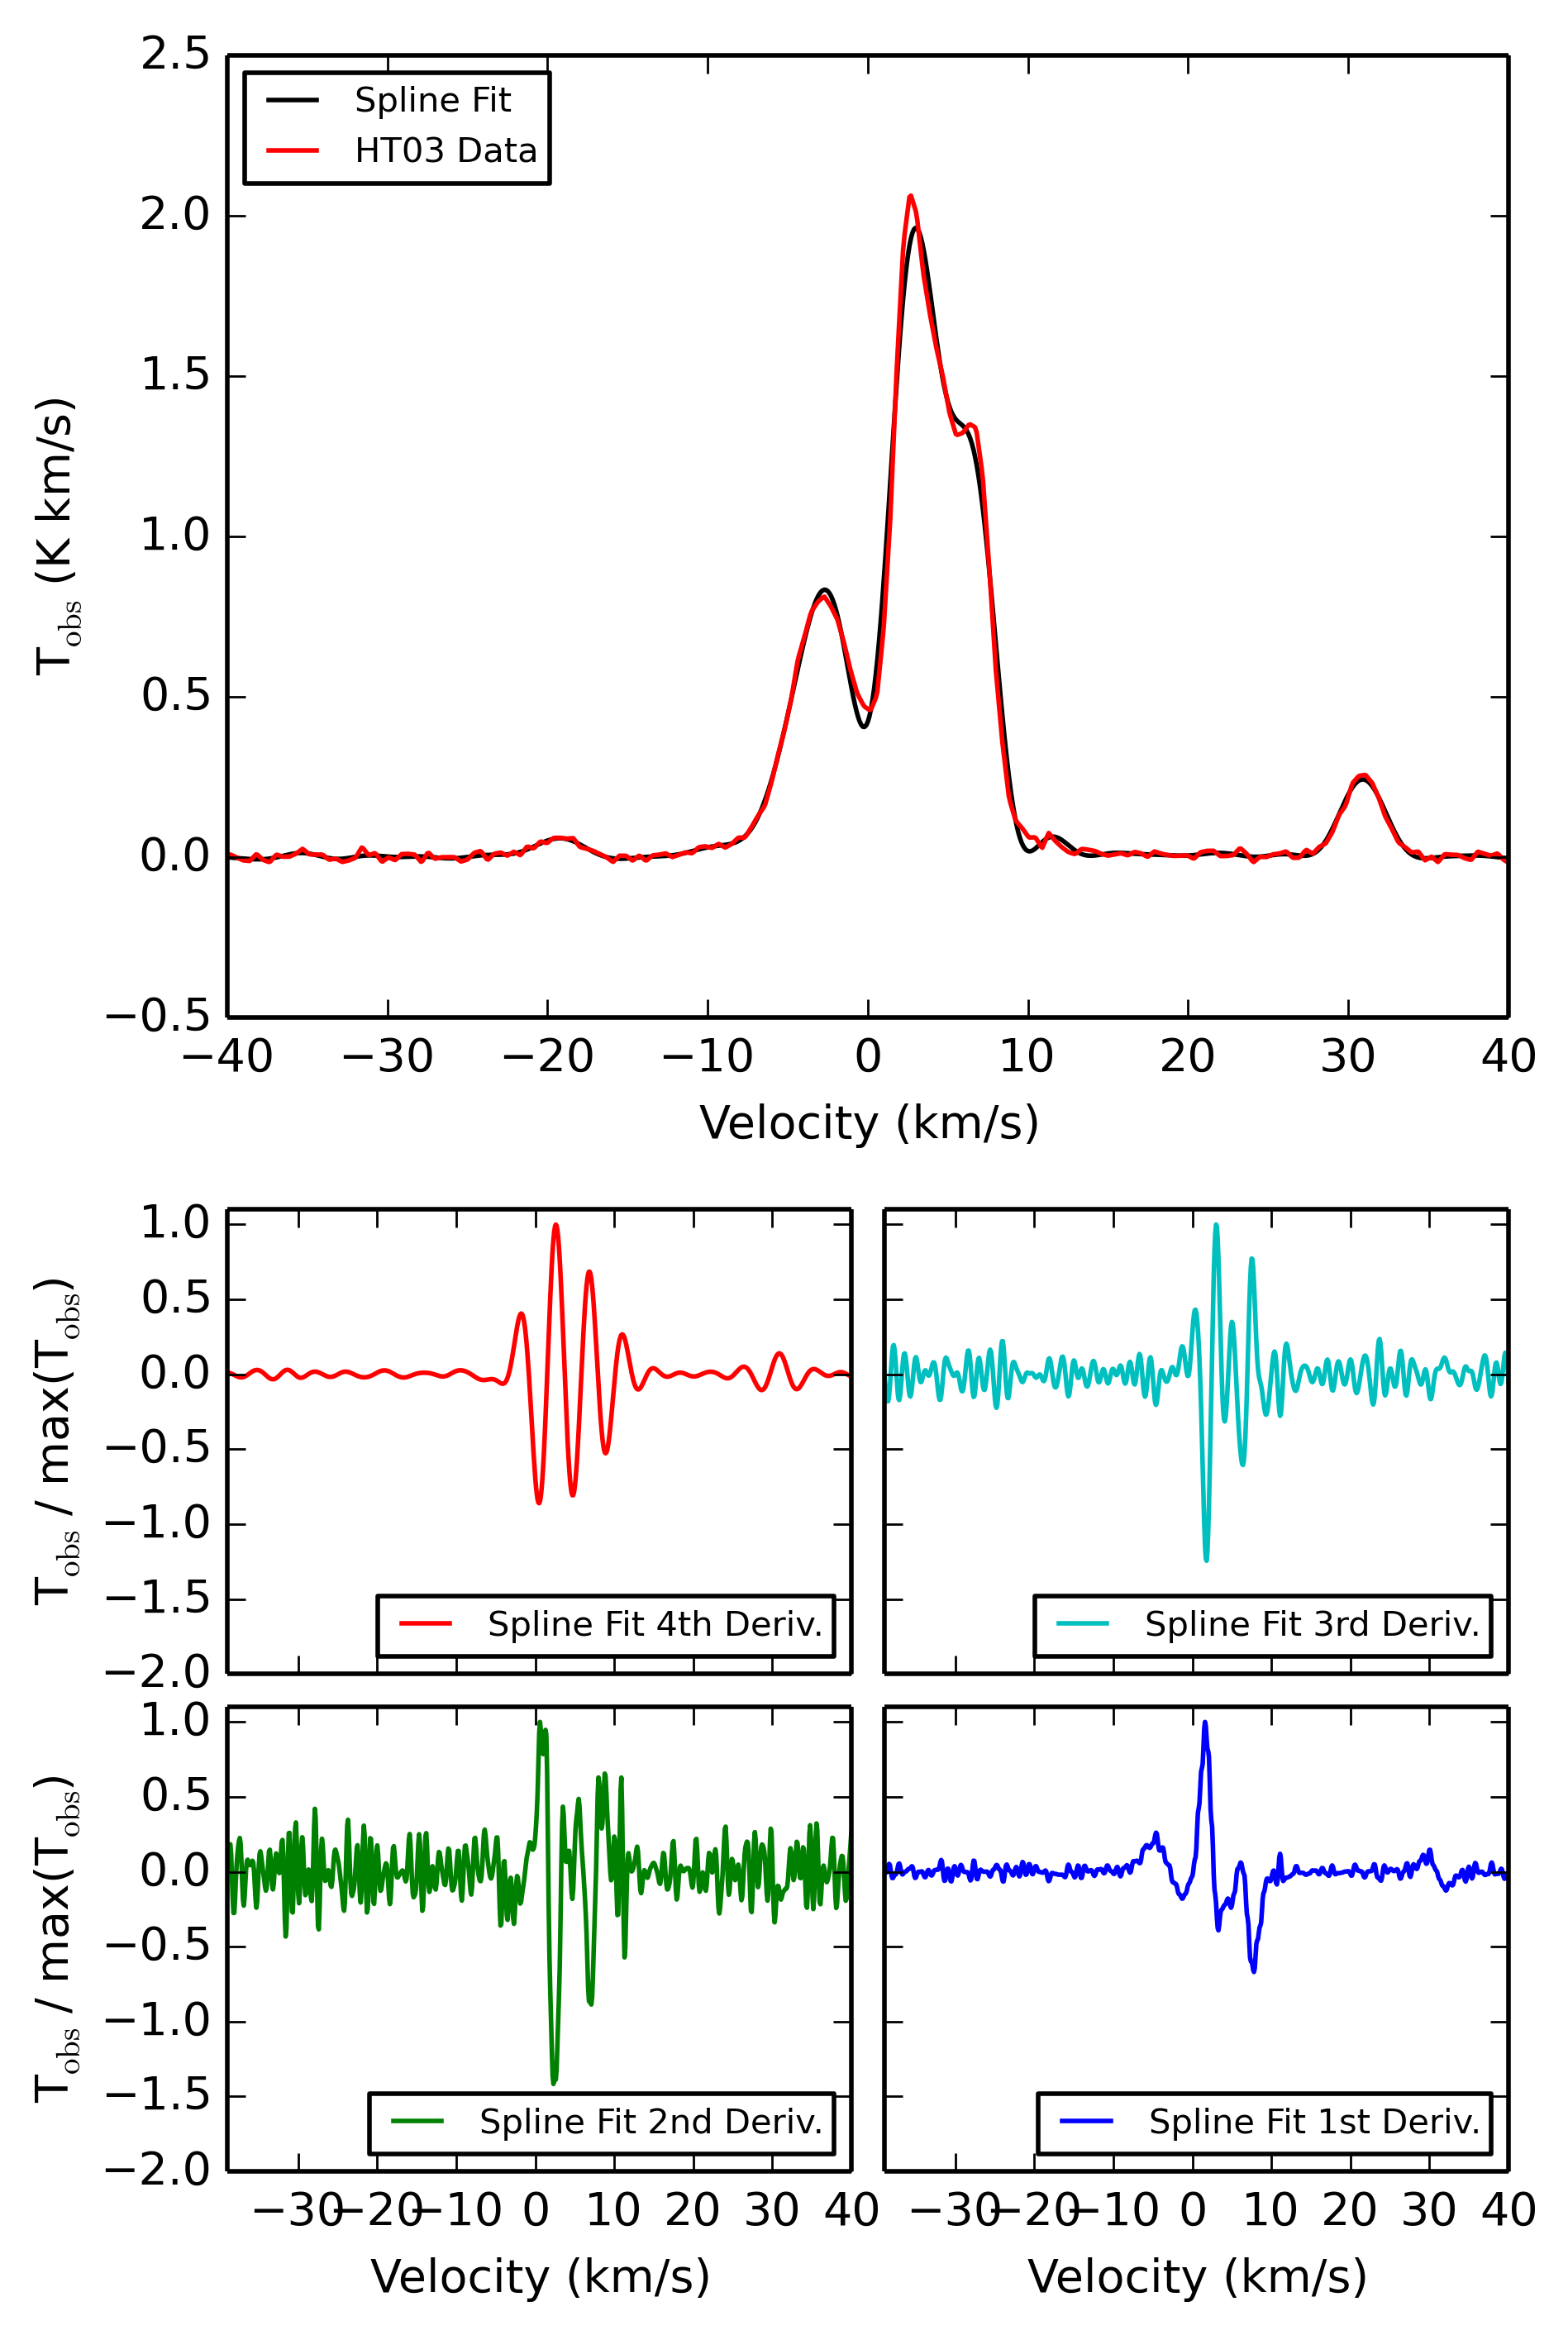 2.5
2.0
1.5
1.0
0.5
0.0
−0.5
T_obs (K km/s)
Spline Fit
HT03 Data
−40 −30 −20 −10 0 10 20 30 40
Velocity (km/s)
1.0
0.5
0.0
−0.5
−1.0
−1.5
−2.0
T_obs / max(T_obs)
Spline Fit 4th Deriv.
Spline Fit 3rd Deriv.
1.0
0.5
0.0
−0.5
−1.0
−1.5
−2.0
T_obs / max(T_obs)
Spline Fit 2nd Deriv.
Spline Fit 1st Deriv.
−30 −20 −10 0 10 20 30 40
−30 −20 −10 0 10 20 30 40
Velocity (km/s)
Velocity (km/s)